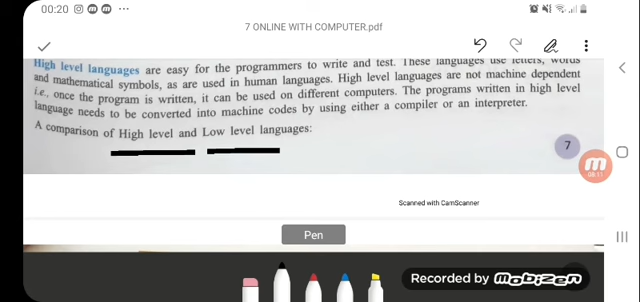 00:20
7 ONLINE WITH COMPUTER.pdf
High level languages are easy for the programmers to write and test. These languages use letters, words
and mathematical symbols, as are used in human languages. High level languages are not machine dependent
i.e., once the program is written, it can be used on different computers. The programs written in high level
language needs to be converted into machine codes by using either a compiler or an interpreter.
A comparison of High level and Low level languages:
7
08:11
Scanned with CamScanner
Pen
Recorded by mobizen